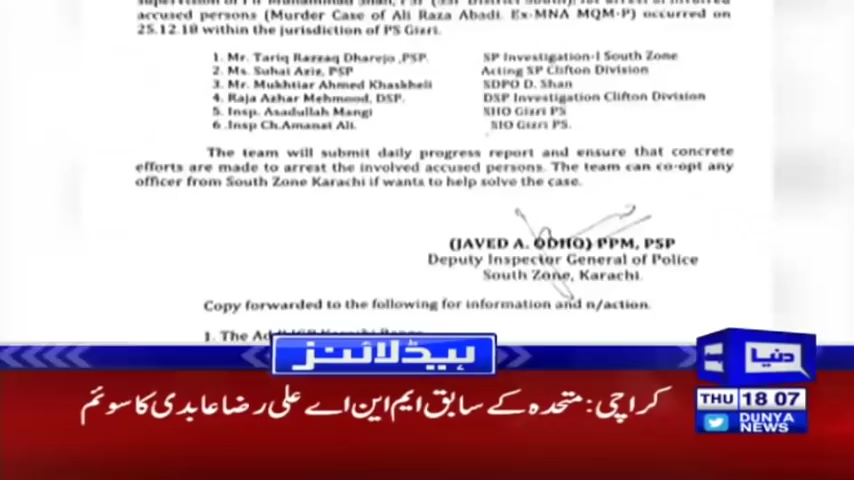 accused persons (Murder Case of Ali Raza Abadi. Ex-MNA MQM-P) occurred on
25.12.18 within the jurisdiction of PS Gizri.
1. Mr. Tariq Razzaq Dharejo ,PSP. SP Investigation-I South Zone
2. Ms. Suhai Aziz, PSP Acting SP Clifton Division
3. Mr. Mukhtiar Ahmed Khaskheli SDPO D. Shan
4. Raja Azhar Mehmood, DSP. DSP Investigation Clifton Division
5. Insp. Asadullah Mangi SHO Gizri PS
6. Insp Ch.Amanat Ali. SIO Gizri PS.
The team will submit daily progress report and ensure that concrete
efforts are made to arrest the involved accused persons. The team can co-opt any
officer from South Zone Karachi if wants to help solve the case.
(JAVED A. ODHO) PPM, PSP
Deputy Inspector General of Police
South Zone, Karachi.
Copy forwarded to the following for information and n/action.
1. The
ہیڈلائنز
دنیا
کراچی: متحدہ کے سابق ایم این اے علی رضا عابدی کا سوئم
THU 18 07
DUNYA
NEWS